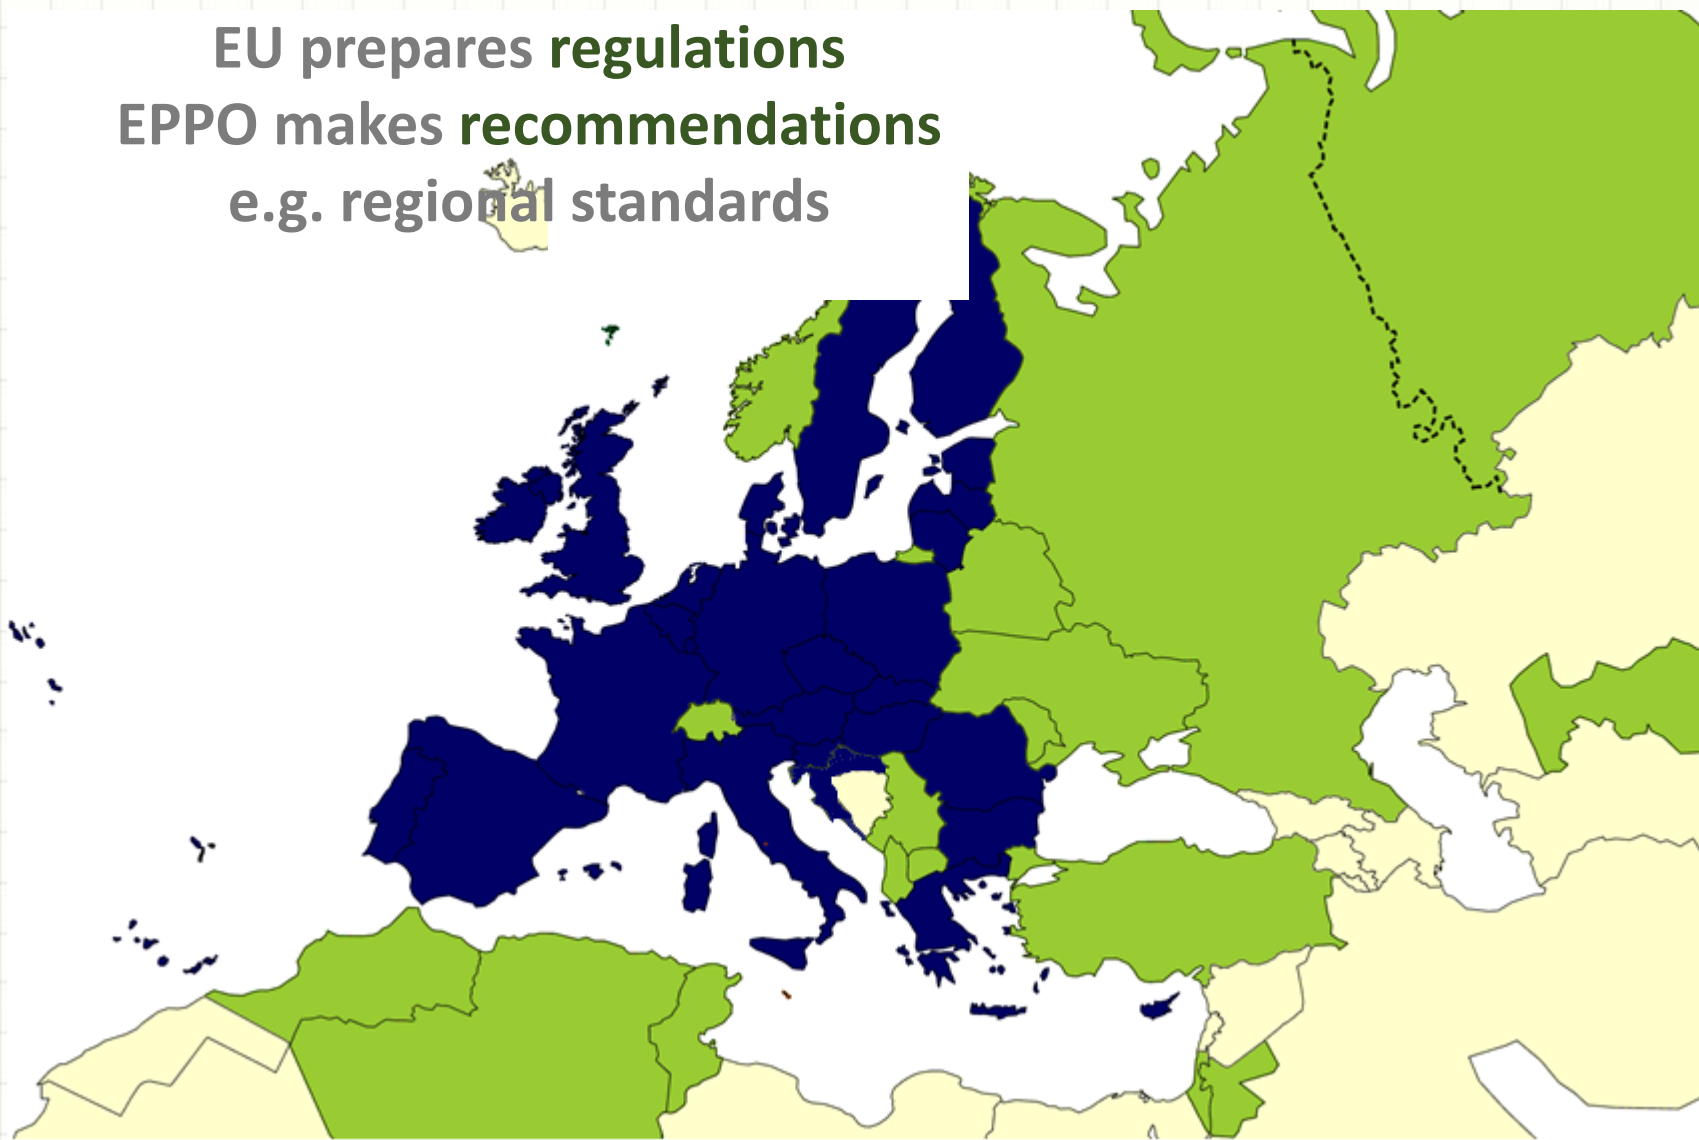 EU prepares regulations
EPPO makes recommendations
e.g. regional standards